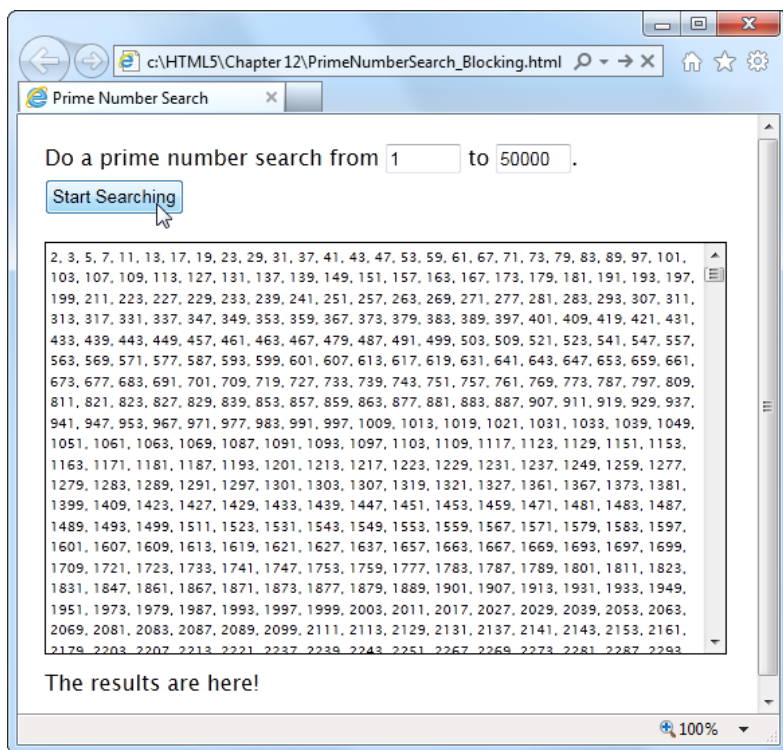 c:\HTML5\Chapter 12\PrimeNumberSearch_Blocking.html
Prime Number Search
Do a prime number search from 1 to 50000 .
Start Searching
2, 3, 5, 7, 11, 13, 17, 19, 23, 29, 31, 37, 41, 43, 47, 53, 59, 61, 67, 71, 73, 79, 83, 89, 97, 101,
103, 107, 109, 113, 127, 131, 137, 139, 149, 151, 157, 163, 167, 173, 179, 181, 191, 193, 197,
199, 211, 223, 227, 229, 233, 239, 241, 251, 257, 263, 269, 271, 277, 281, 283, 293, 307, 311,
313, 317, 331, 337, 347, 349, 353, 359, 367, 373, 379, 383, 389, 397, 401, 409, 419, 421, 431,
433, 439, 443, 449, 457, 461, 463, 467, 479, 487, 491, 499, 503, 509, 521, 523, 541, 547, 557,
563, 569, 571, 577, 587, 593, 599, 601, 607, 613, 617, 619, 631, 641, 643, 647, 653, 659, 661,
673, 677, 683, 691, 701, 709, 719, 727, 733, 739, 743, 751, 757, 761, 769, 773, 787, 797, 809,
811, 821, 823, 827, 829, 839, 853, 857, 859, 863, 877, 881, 883, 887, 907, 911, 919, 929, 937,
941, 947, 953, 967, 971, 977, 983, 991, 997, 1009, 1013, 1019, 1021, 1031, 1033, 1039, 1049,
1051, 1061, 1063, 1069, 1087, 1091, 1093, 1097, 1103, 1109, 1117, 1123, 1129, 1151, 1153,
1163, 1171, 1181, 1187, 1193, 1201, 1213, 1217, 1223, 1229, 1231, 1237, 1249, 1259, 1277,
1279, 1283, 1289, 1291, 1297, 1301, 1303, 1307, 1319, 1321, 1327, 1361, 1367, 1373, 1381,
1399, 1409, 1423, 1427, 1429, 1433, 1439, 1447, 1451, 1453, 1459, 1471, 1481, 1483, 1487,
1489, 1493, 1499, 1511, 1523, 1531, 1543, 1549, 1553, 1559, 1567, 1571, 1579, 1583, 1597,
1601, 1607, 1609, 1613, 1619, 1621, 1627, 1637, 1657, 1663, 1667, 1669, 1693, 1697, 1699,
1709, 1721, 1723, 1733, 1741, 1747, 1753, 1759, 1777, 1783, 1787, 1789, 1801, 1811, 1823,
1831, 1847, 1861, 1867, 1871, 1873, 1877, 1879, 1889, 1901, 1907, 1913, 1931, 1933, 1949,
1951, 1973, 1979, 1987, 1993, 1997, 1999, 2003, 2011, 2017, 2027, 2029, 2039, 2053, 2063,
2069, 2081, 2083, 2087, 2089, 2099, 2111, 2113, 2129, 2131, 2137, 2141, 2143, 2153, 2161,
2179, 2203, 2207, 2213, 2221, 2237, 2239, 2243, 2251, 2267, 2269, 2273, 2281, 2287, 2293,
The results are here!
100%